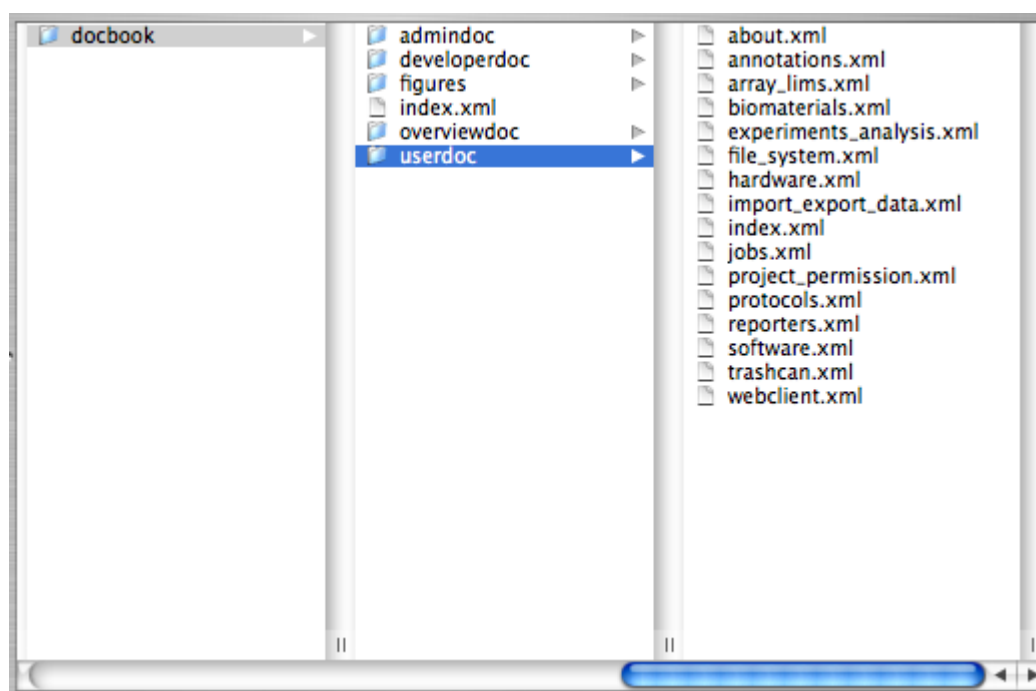 docbook
admindoc
developerdoc
figures
index.xml
overviewdoc
userdoc
about.xml
annotations.xml
array_lims.xml
biomaterials.xml
experiments_analysis.xml
file_system.xml
hardware.xml
import_export_data.xml
index.xml
jobs.xml
project_permission.xml
protocols.xml
reporters.xml
software.xml
trashcan.xml
webclient.xml